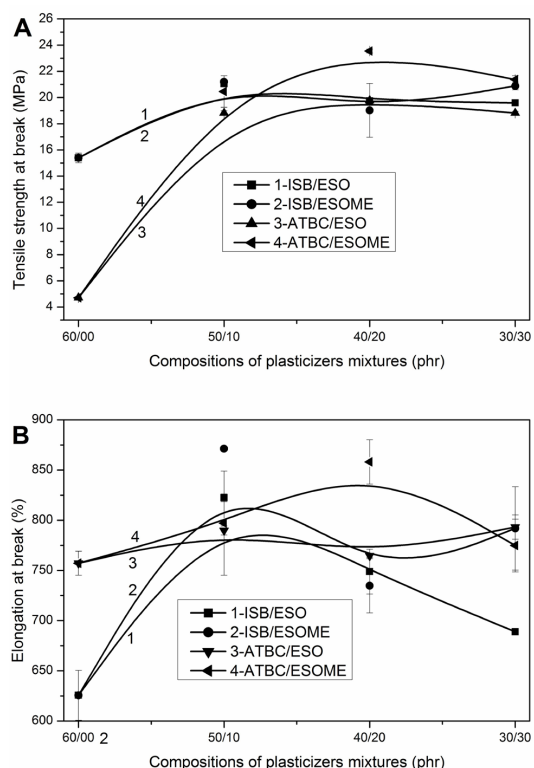 A
Tensile strength at break (MPa)
26
24
22
20
18
16
14
12
10
8
6
4
1
2
4
3
1-ISB/ESO
2-ISB/ESOME
3-ATBC/ESO
4-ATBC/ESOME
60/00 50/10 40/20 30/30
Compositions of plasticizers mixtures (phr)
B
Elongation at break (%)
900
850
800
750
700
650
600
4
3
2
1
1-ISB/ESO
2-ISB/ESOME
3-ATBC/ESO
4-ATBC/ESOME
60/00 2 50/10 40/20 30/30
Compositions of plasticizers mixtures (phr)